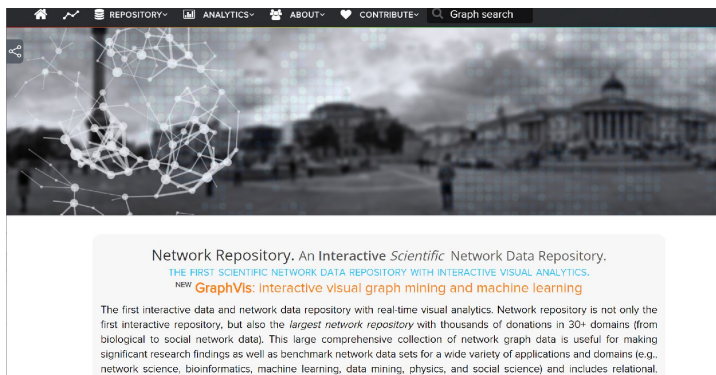 REPOSITORY ANALYTICS ABOUT CONTRIBUTE Graph search
Network Repository. An Interactive Scientific Network Data Repository.
THE FIRST SCIENTIFIC NETWORK DATA REPOSITORY WITH INTERACTIVE VISUAL ANALYTICS.
NEW GraphVis: interactive visual graph mining and machine learning
The first interactive data and network data repository with real-time visual analytics. Network repository is not only the
first interactive repository, but also the largest network repository with thousands of donations in 30+ domains (from
biological to social network data). This large comprehensive collection of network graph data is useful for making
significant research findings as well as benchmark network data sets for a wide variety of applications and domains (e.g.,
network science, bioinformatics, machine learning, data mining, physics, and social science) and includes relational,